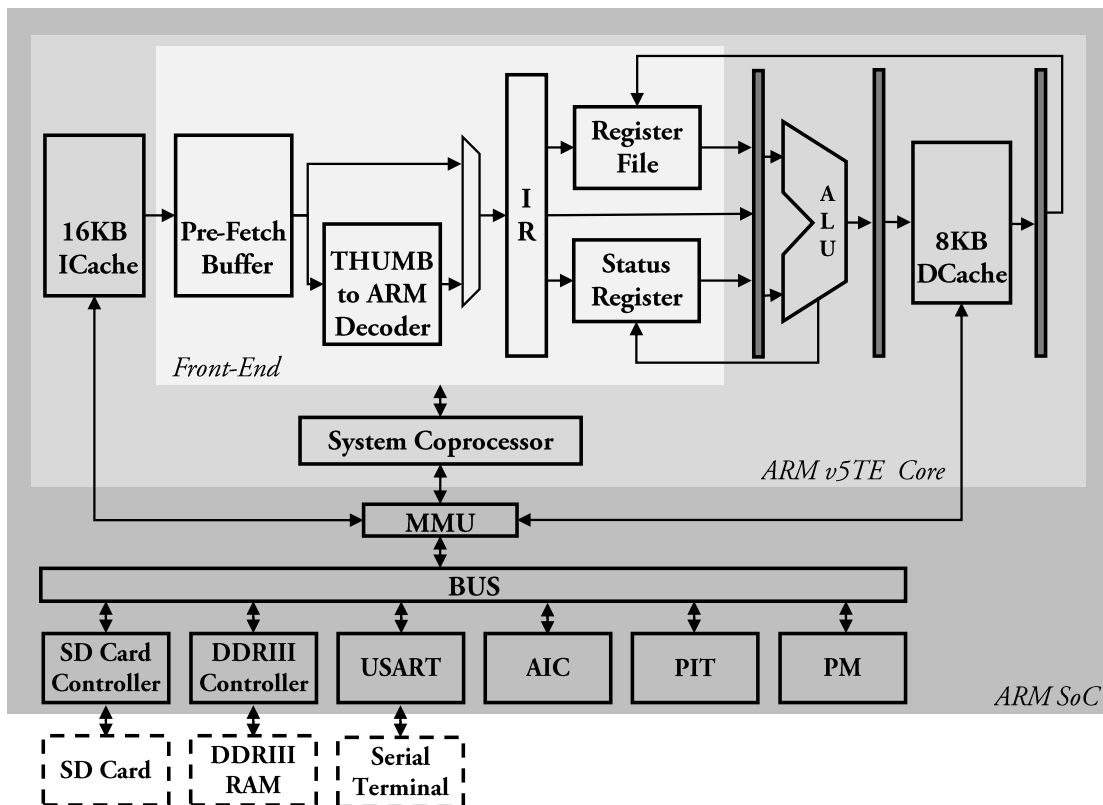 16KB
ICache
Pre-Fetch
Buffer
THUMB
to ARM
Decoder
I
R
Register
File
Status
Register
A
L
U
8KB
DCache
Front-End
System Coprocessor
ARM v5TE Core
MMU
BUS
SD Card
Controller
DDRIII
Controller
USART
AIC
PIT
PM
ARM SoC
SD Card
DDRIII
RAM
Serial
Terminal